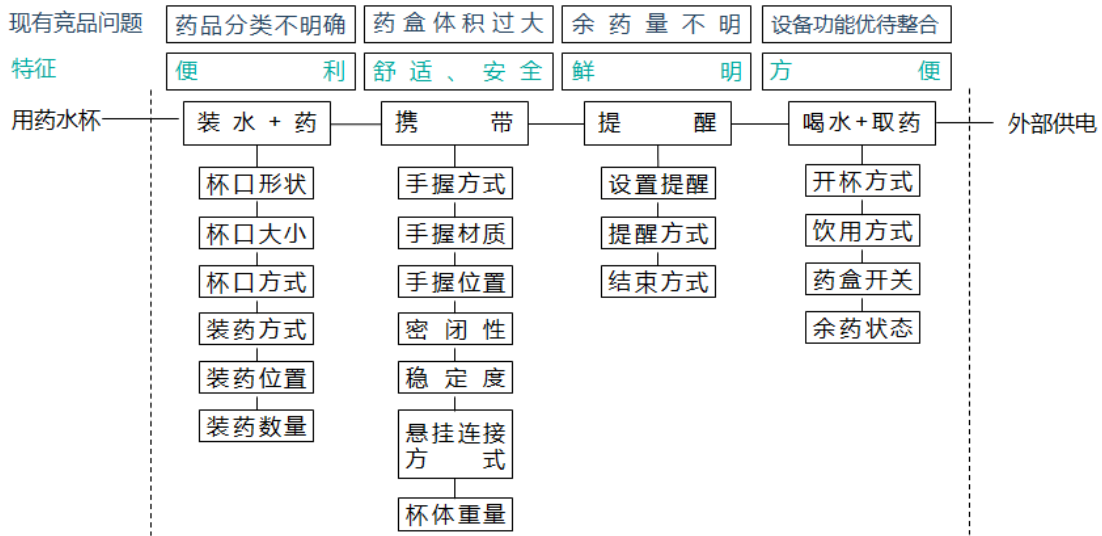 现有竞品问题 药品分类不明确 药盒体积过大 余药量不明 设备功能优待整合
特征 便利 舒适、安全 鲜明 方便
用药水杯 装水+药 携带 提醒 喝水+取药 外部供电
杯口形状 手握方式 设置提醒 开杯方式
杯口大小 手握材质 提醒方式 饮用方式
杯口方式 手握位置 结束方式 药盒开关
装药方式 密闭性 余药状态
装药位置 稳定度
装药数量 悬挂连接
方式
杯体重量